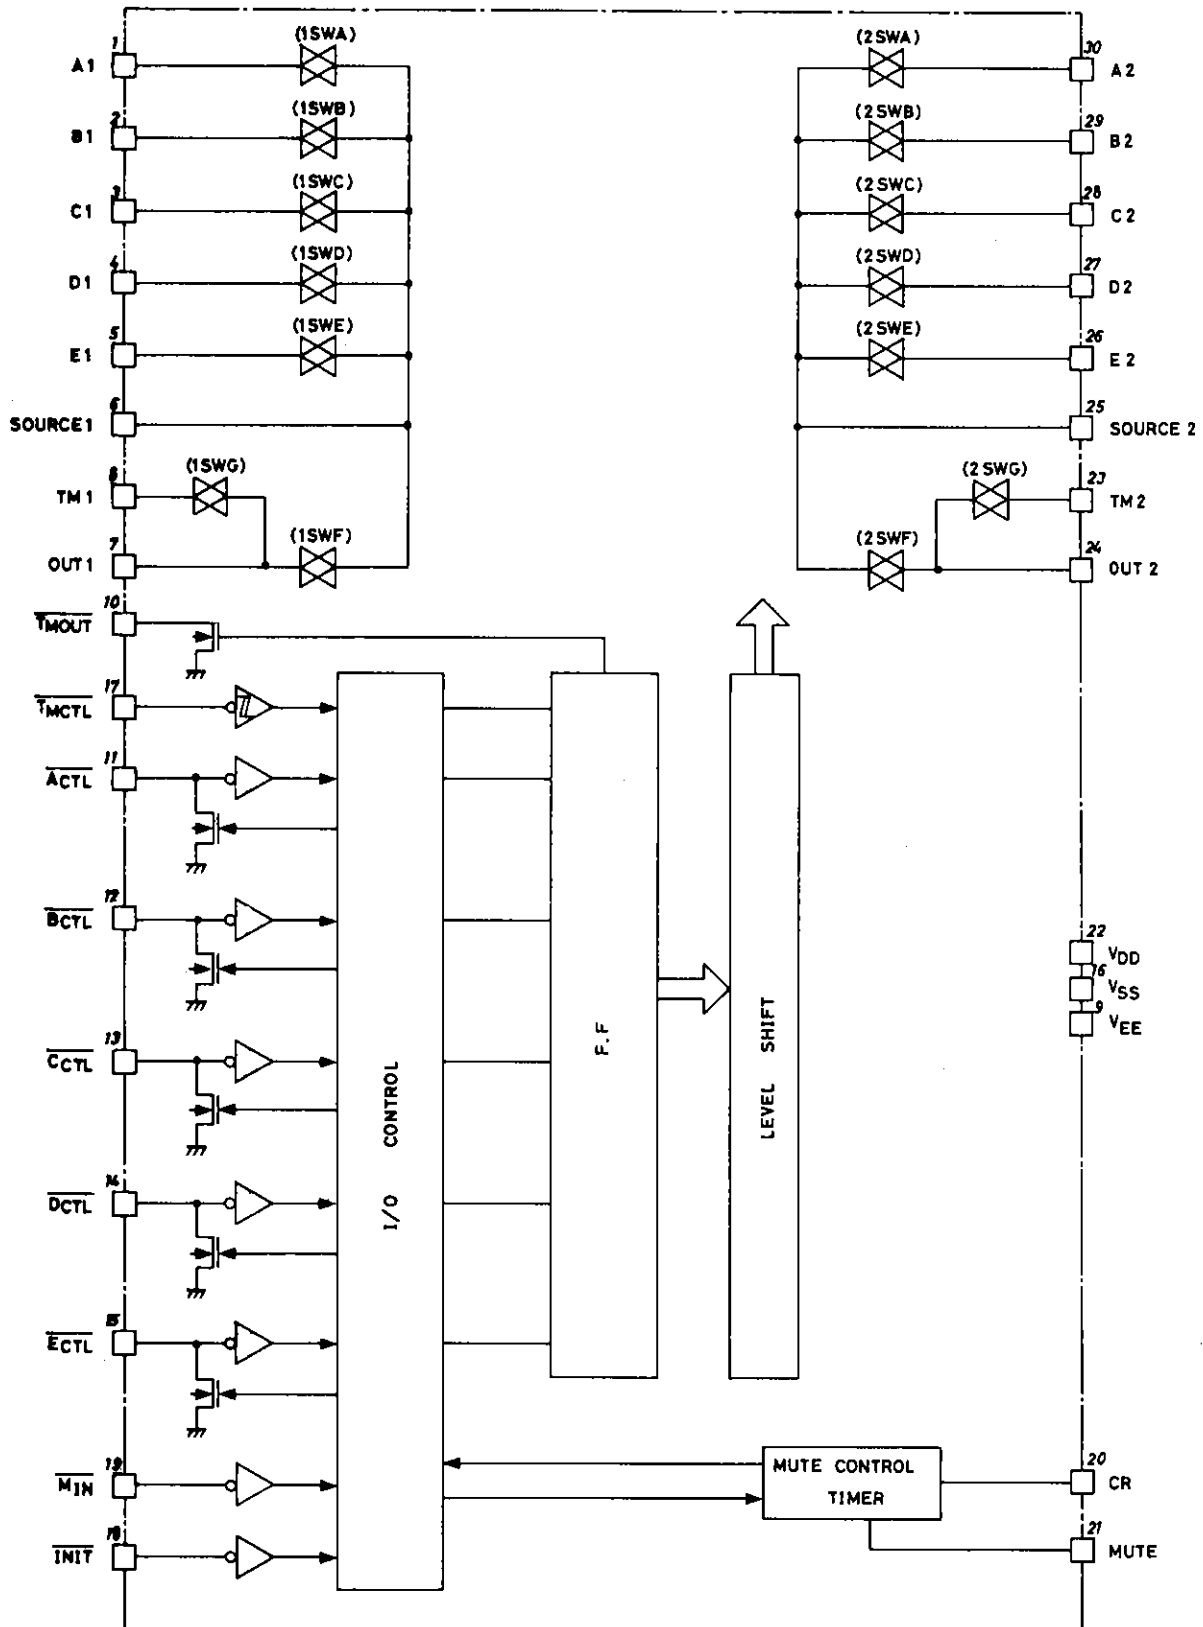 1 (1SWA) (2SWA) 30
A1 A2
2 (1SWB) (2SWB) 29
B1 B2
3 (1SWC) (2SWC) 28
C1 C2
4 (1SWD) (2SWD) 27
D1 D2
5 (1SWE) (2SWE) 26
E1 E2
6 25
SOURCE1 SOURCE 2
8 (1SWG) (2SWG) 23
TM1 TM2
7 (1SWF) (2SWF) 24
OUT1 OUT 2
10
TMOUT
17
TMCTL
11
ACTL
12
BCTL
22
VDD
16
VSS
9
VEE
13
CCTL
I/O CONTROL
F.F
LEVEL SHIFT
14
DCTL
15
ECTL
19 20
MIN MUTE CONTROL CR
TIMER
18 21
INIT MUTE